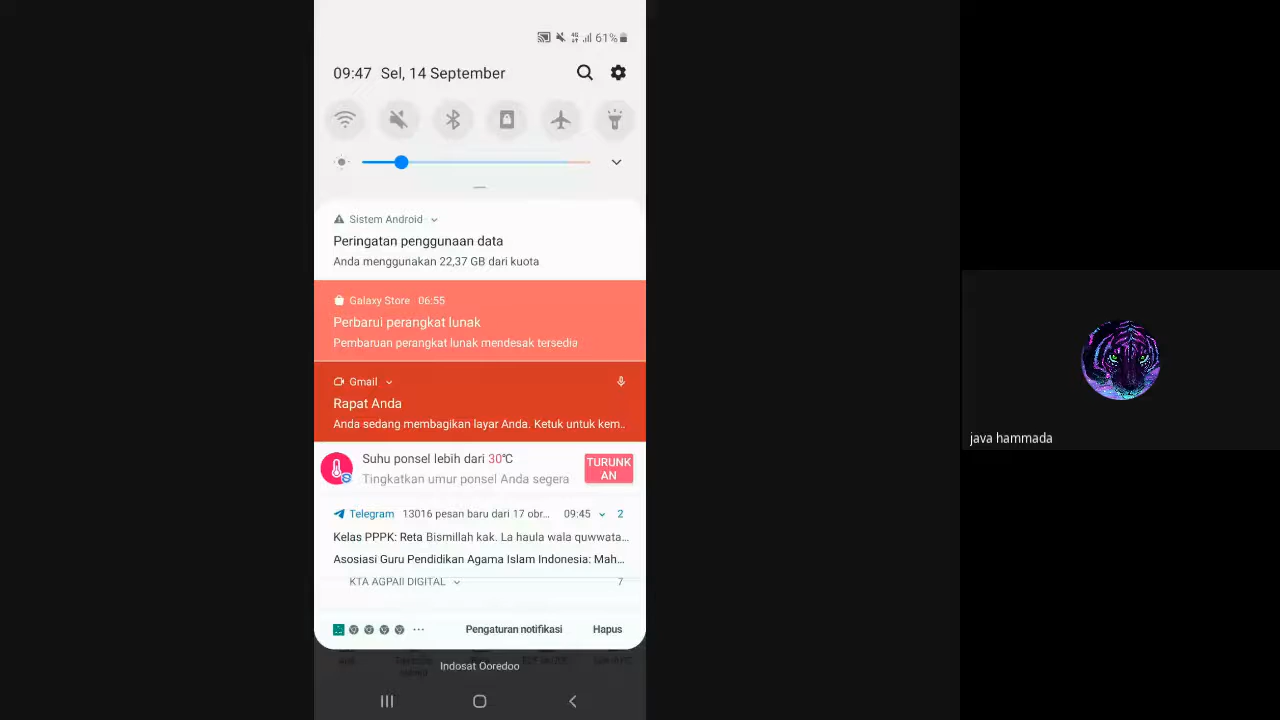 4G 61%
09:47 Sel, 14 September
Sistem Android
Peringatan penggunaan data
Anda menggunakan 22,37 GB dari kuota
Galaxy Store 06:55
Perbarui perangkat lunak
Pembaruan perangkat lunak mendesak tersedia
Gmail
Rapat Anda
Anda sedang membagikan layar Anda. Ketuk untuk kem..
Suhu ponsel lebih dari 30℃
Tingkatkan umur ponsel Anda segera
TURUNK
AN
Telegram 13016 pesan baru dari 17 obr... 09:45 2
Kelas PPPK: Reta Bismillah kak. La haula wala quwwata...
Asosiasi Guru Pendidikan Agama Islam Indonesia: Mah...
KTA AGPAII DIGITAL 7
Pengaturan notifikasi Hapus
Indosat Ooredoo
java hammada